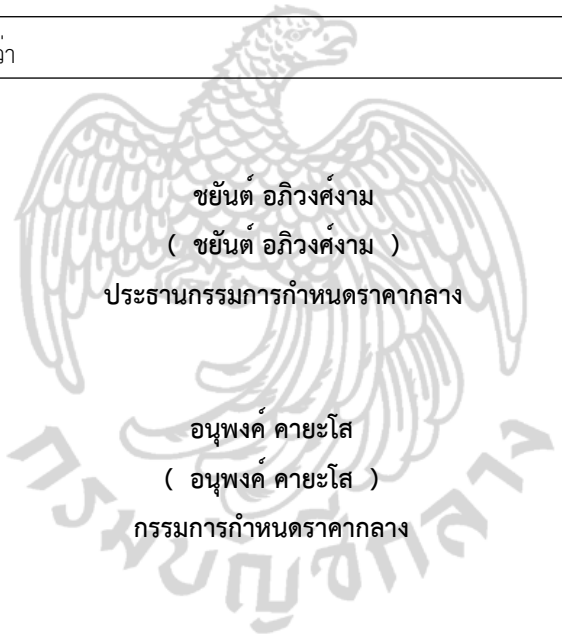 ชยันต์ อภิวงศ์งาม
( ชยันต์ อภิวงศ์งาม )
ประธานกรรมการกำหนดราคากลาง
อนุพงค์ คายะโส
( อนุพงค์ คายะโส )
กรรมการกำหนดราคากลาง
กรมบัญชีกลาง